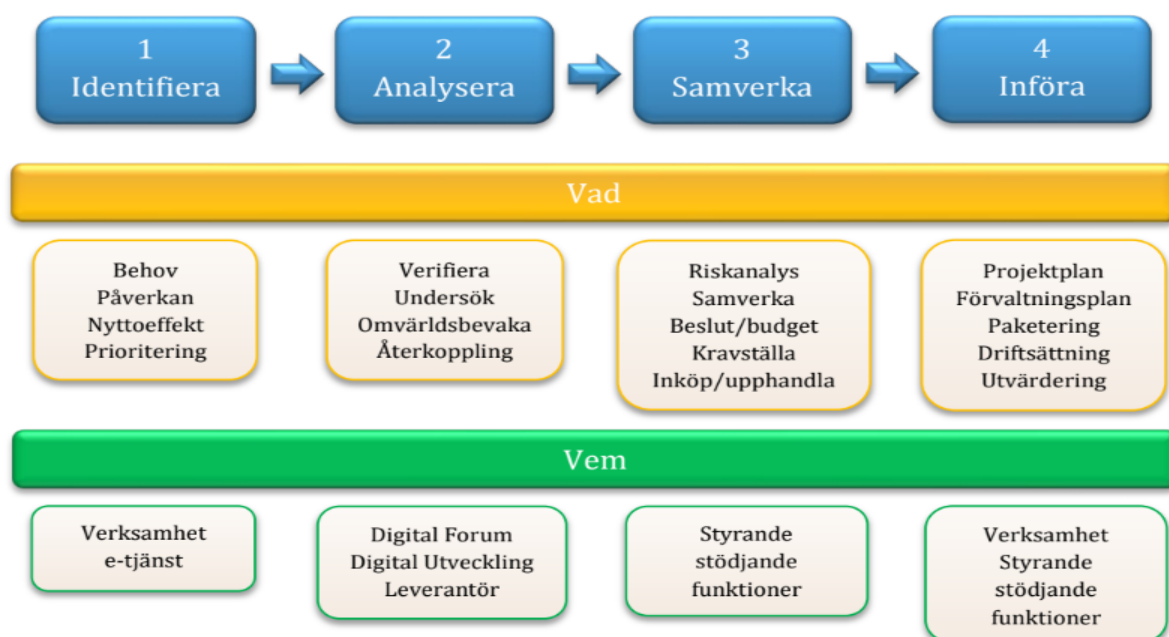 1
Identifiera
2
Analysera
3
Samverka
4
Införa
Vad
Behov
Påverkan
Nyttoeffekt
Prioritering
Verifiera
Undersök
Omvärldsbevaka
Återkoppling
Riskanalys
Samverka
Beslut/budget
Kravställa
Inköp/upphandla
Projektplan
Förvaltningsplan
Paketering
Driftsättning
Utvärdering
Vem
Verksamhet
e-tjänst
Digital Forum
Digital Utveckling
Leverantör
Styrande
stödjande
funktioner
Verksamhet
Styrande
stödjande
funktioner